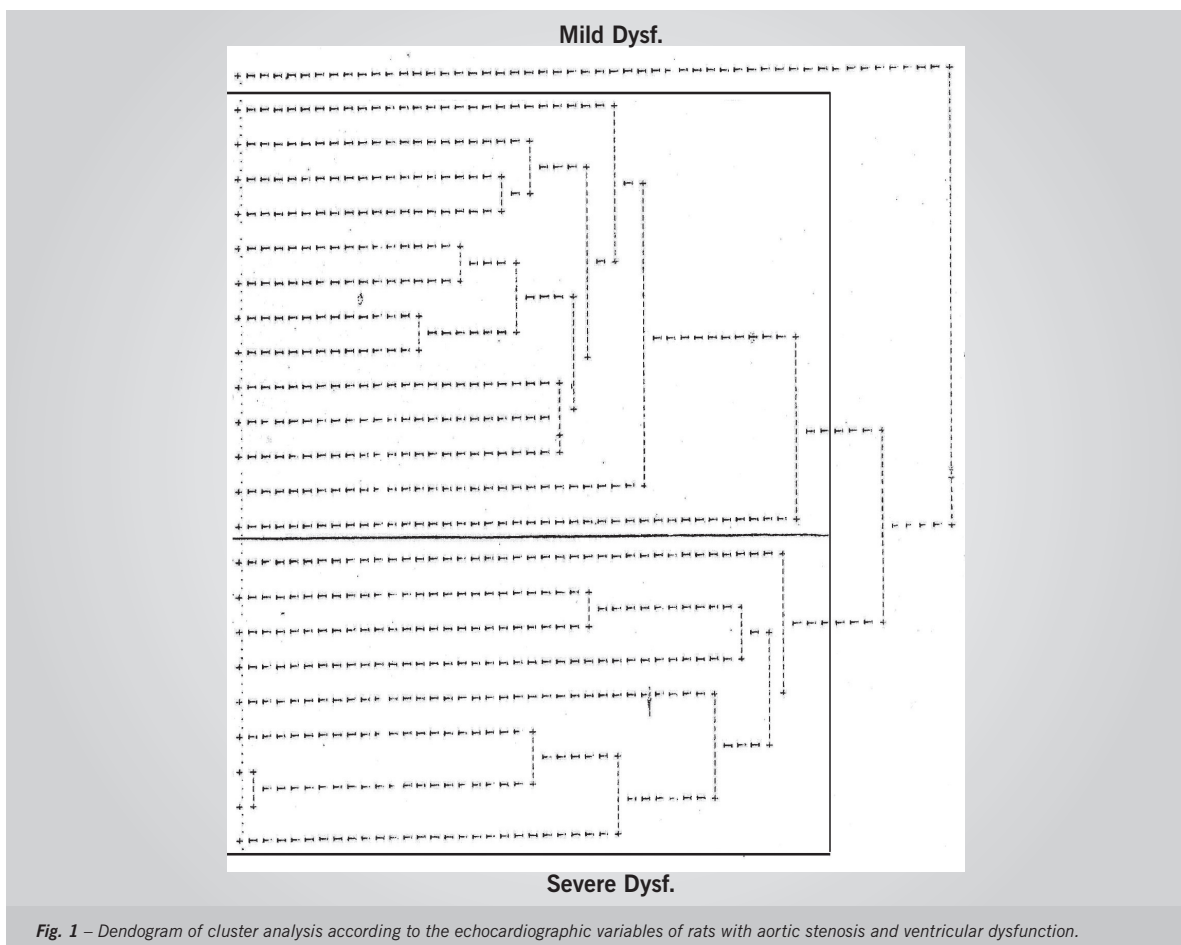 Mild Dysf.
Severe Dysf.
Fig. 1 – Dendogram of cluster analysis according to the echocardiographic variables of rats with aortic stenosis and ventricular dysfunction.